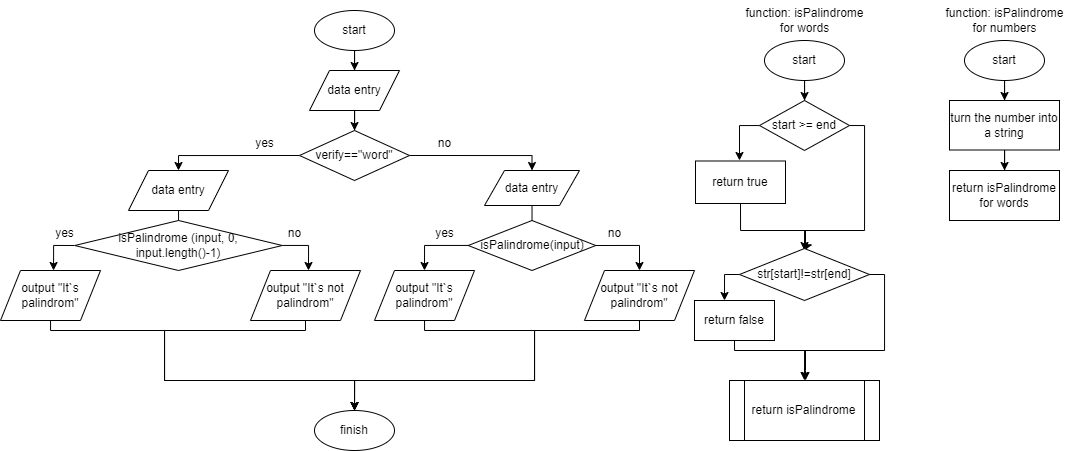 start
data entry
verify=="word"
yes
no
data entry
isPalindrome (input, 0,
input.length()-1)
yes
no
output "It`s
palindrom"
output "It`s not
palindrom"
data entry
isPalindrome(input)
yes
no
output "It`s
palindrom"
output "It`s not
palindrom"
finish
function: isPalindrome
for words
start
start >= end
return true
str[start]!=str[end]
return false
return isPalindrome
function: isPalindrome
for numbers
start
turn the number into
a string
return isPalindrome
for words